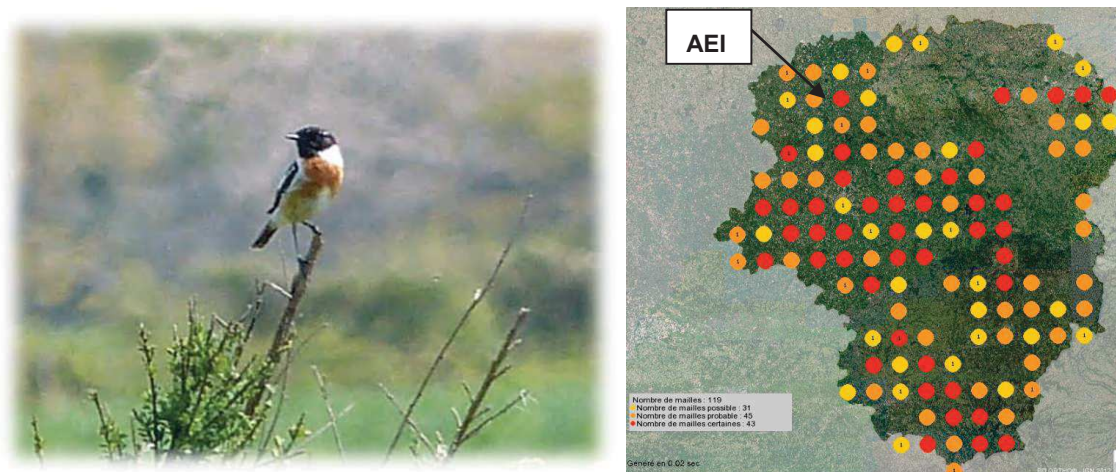 AEI
Nombre de mailles : 119
Nombre de mailles possible : 31
Nombre de mailles probable : 45
Nombre de mailles certaines : 43
Généré en 0.02 sec